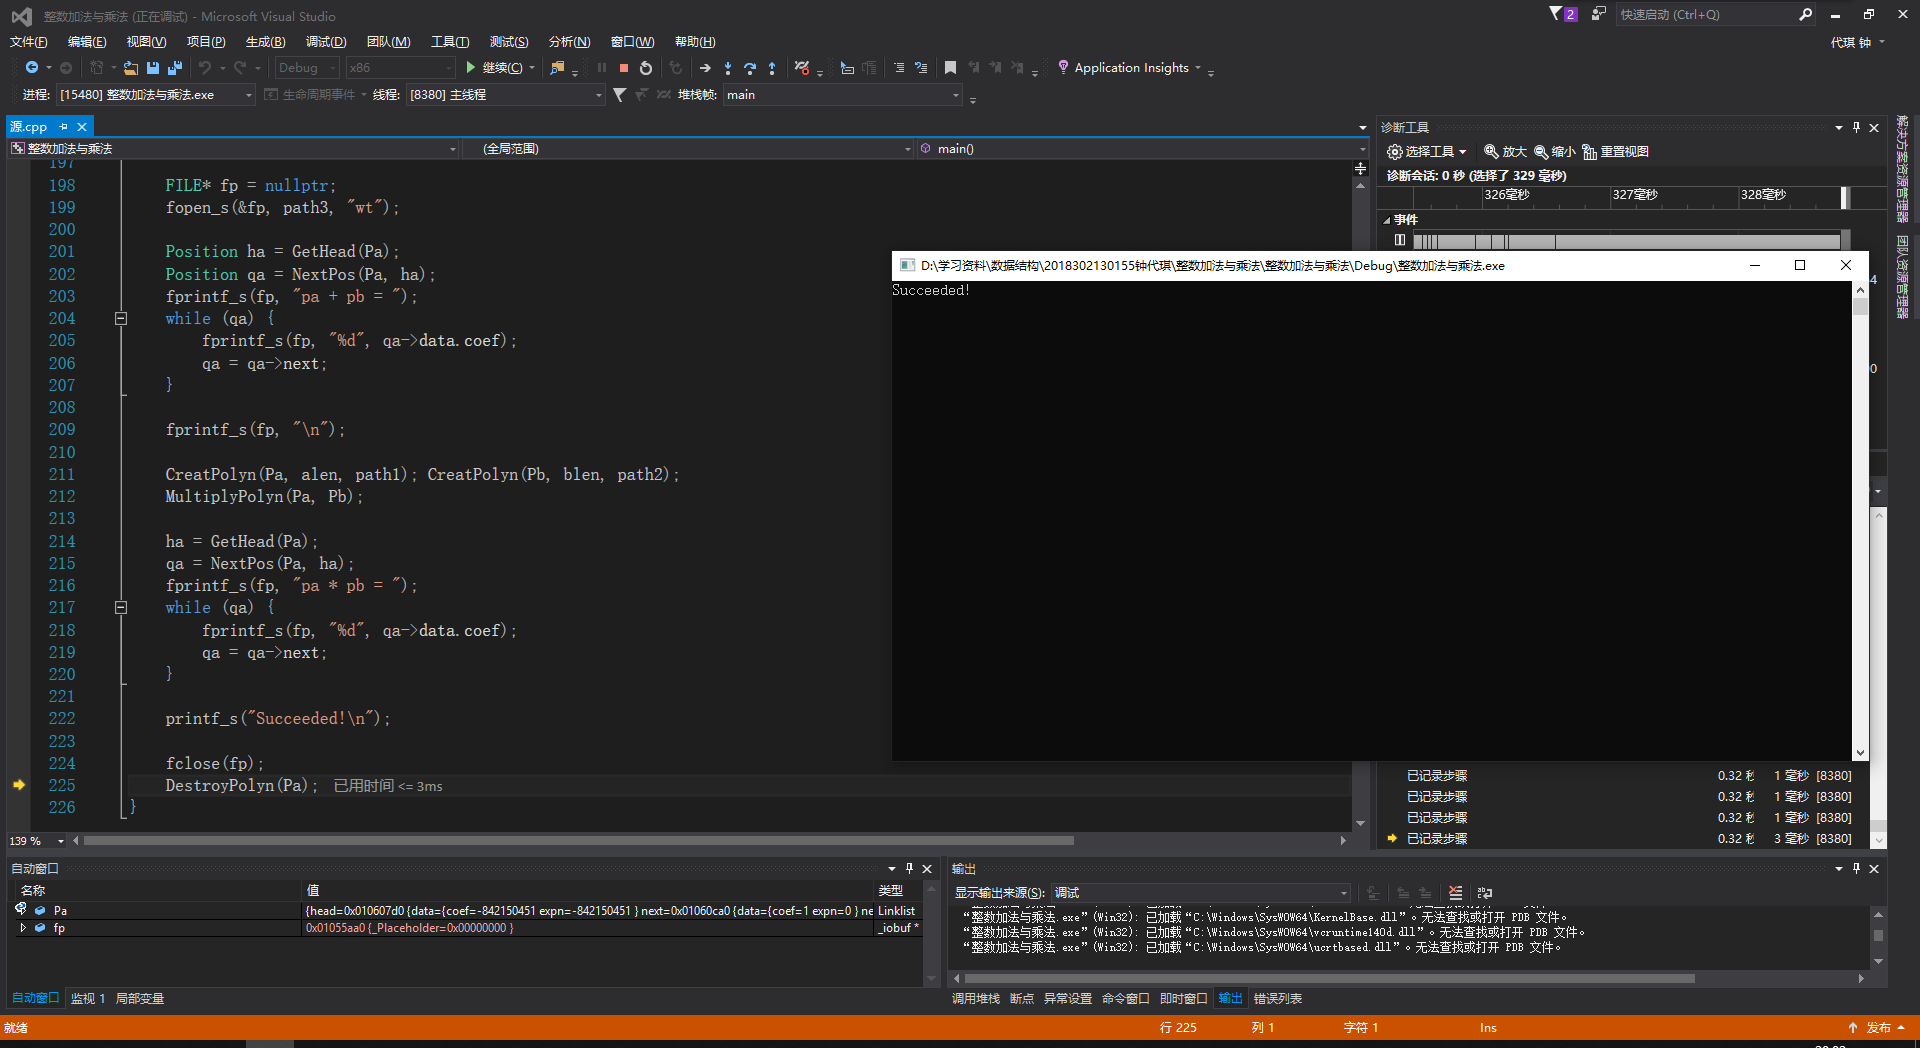 整数加法与乘法 (正在调试) - Microsoft Visual Studio
2
快速启动 (Ctrl+Q)
文件(F) 编辑(E) 视图(V) 项目(P) 生成(B) 调试(D) 团队(M) 工具(T) 测试(S) 分析(N) 窗口(W) 帮助(H)
代琪 钟
Debug x86 继续(C) Application Insights
进程: [15480] 整数加法与乘法.exe 生命周期事件 线程: [8380] 主线程 堆栈帧: main
源.cpp
整数加法与乘法 (全局范围) main()
197
198 FILE* fp = nullptr;
199 fopen_s(&fp, path3, "wt");
200
201 Position ha = GetHead(Pa);
202 Position qa = NextPos(Pa, ha);
203 fprintf_s(fp, "pa + pb = ");
204 while (qa) {
205 fprintf_s(fp, "%d", qa->data.coef);
206 qa = qa->next;
207 }
208
209 fprintf_s(fp, "\n");
210
211 CreatPolyn(Pa, alen, path1); CreatPolyn(Pb, blen, path2);
212 MultiplyPolyn(Pa, Pb);
213
214 ha = GetHead(Pa);
215 qa = NextPos(Pa, ha);
216 fprintf_s(fp, "pa * pb = ");
217 while (qa) {
218 fprintf_s(fp, "%d", qa->data.coef);
219 qa = qa->next;
220 }
221
222 printf_s("Succeeded!\n");
223
224 fclose(fp);
225 DestroyPolyn(Pa); 已用时间 <= 3ms
226 }
139 %
诊断工具
选择工具 放大 缩小 重置视图
诊断会话: 0 秒 (选择了 329 毫秒)
326毫秒 327毫秒 328毫秒
事件
解决方案资源管理器
团队资源管理器
D:\学习资料\数据结构\2018302130155钟代琪\整数加法与乘法\整数加法与乘法\Debug\整数加法与乘法.exe
Succeeded!
4
0
已记录步骤 0.32 秒 1 毫秒 [8380]
已记录步骤 0.32 秒 1 毫秒 [8380]
已记录步骤 0.32 秒 1 毫秒 [8380]
已记录步骤 0.32 秒 3 毫秒 [8380]
自动窗口
名称 值 类型
Pa {head=0x010607d0 {data={coef=-842150451 expn=-842150451 } next=0x01060ca0 {data={coef=1 expn=0 } ne Linklist
fp 0x01055aa0 {_Placeholder=0x00000000 } _iobuf *
自动窗口 监视 1 局部变量
输出
显示输出来源(S): 调试
“整数加法与乘法.exe”(Win32): 已加载“C:\Windows\SysWOW64\KernelBase.dll”。无法查找或打开 PDB 文件。
“整数加法与乘法.exe”(Win32): 已加载“C:\Windows\SysWOW64\vcruntime140d.dll”。无法查找或打开 PDB 文件。
“整数加法与乘法.exe”(Win32): 已加载“C:\Windows\SysWOW64\ucrtbased.dll”。无法查找或打开 PDB 文件。
调用堆栈 断点 异常设置 命令窗口 即时窗口 输出 错误列表
就绪 行 225 列 1 字符 1 Ins 发布